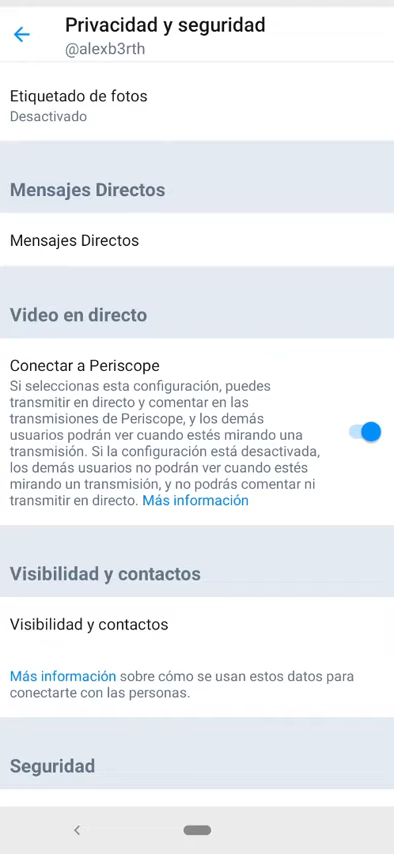 Privacidad y seguridad
@alexb3rth
Etiquetado de fotos
Desactivado
Mensajes Directos
Mensajes Directos
Video en directo
Conectar a Periscope
Si seleccionas esta configuración, puedes
transmitir en directo y comentar en las
transmisiones de Periscope, y los demás
usuarios podrán ver cuando estés mirando una
transmisión. Si la configuración está desactivada,
los demás usuarios no podrán ver cuando estés
mirando un transmisión, y no podrás comentar ni
transmitir en directo. Más información
Visibilidad y contactos
Visibilidad y contactos
Más información sobre cómo se usan estos datos para
conectarte con las personas.
Seguridad